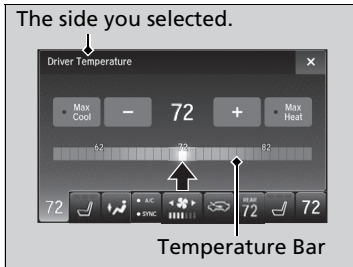 The side you selected.
Driver Temperature ×
Max Cool − 72 + Max Heat
62 72 82
72 A/C SYNC REAR 72 72
Temperature Bar